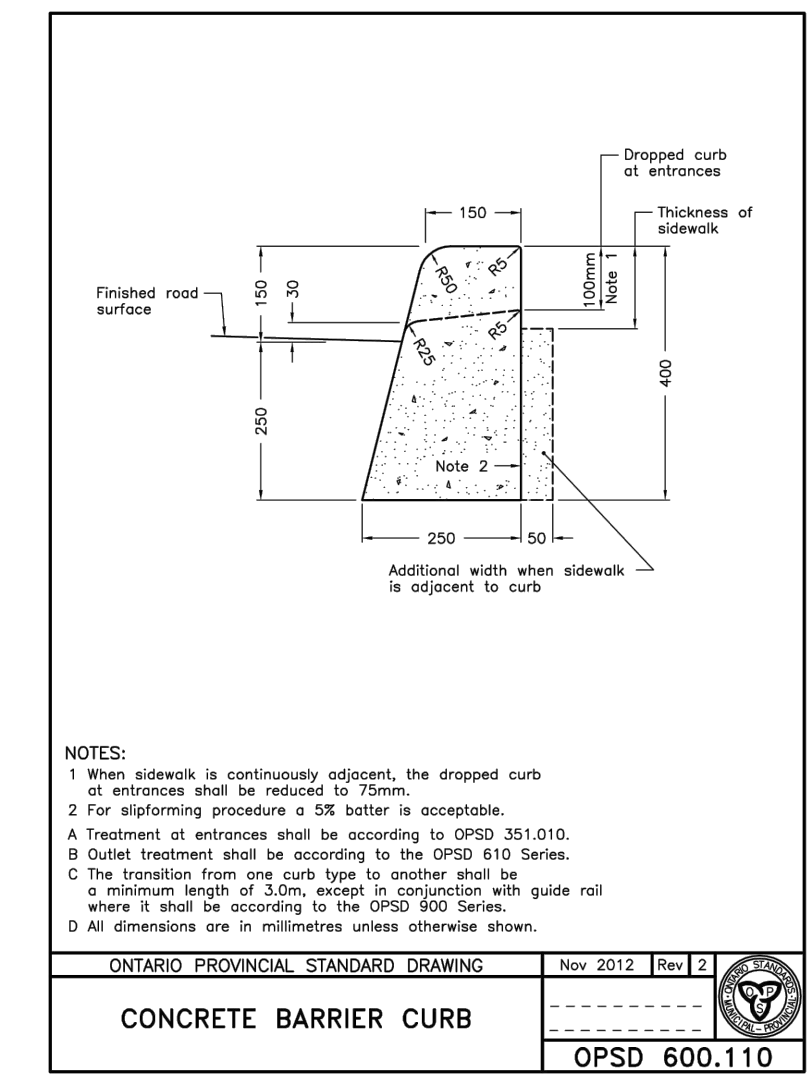 Dropped curb
at entrances
150
Thickness of
sidewalk
R50
R5
100mm
Note 1
Finished road
surface
150
30
R25
R5
400
250
Note 2
250
50
Additional width when sidewalk
is adjacent to curb
NOTES:
1 When sidewalk is continuously adjacent, the dropped curb
at entrances shall be reduced to 75mm.
2 For slipforming procedure a 5% batter is acceptable.
A Treatment at entrances shall be according to OPSD 351.010.
B Outlet treatment shall be according to the OPSD 610 Series.
C The transition from one curb type to another shall be
a minimum length of 3.0m, except in conjunction with guide rail
where it shall be according to the OPSD 900 Series.
D All dimensions are in millimetres unless otherwise shown.
ONTARIO PROVINCIAL STANDARD DRAWING
Nov 2012
Rev 2
CONCRETE BARRIER CURB
OPSD 600.110
ONTARIO STANDARDS
MUNICIPAL - PROVINCIAL
O P
S